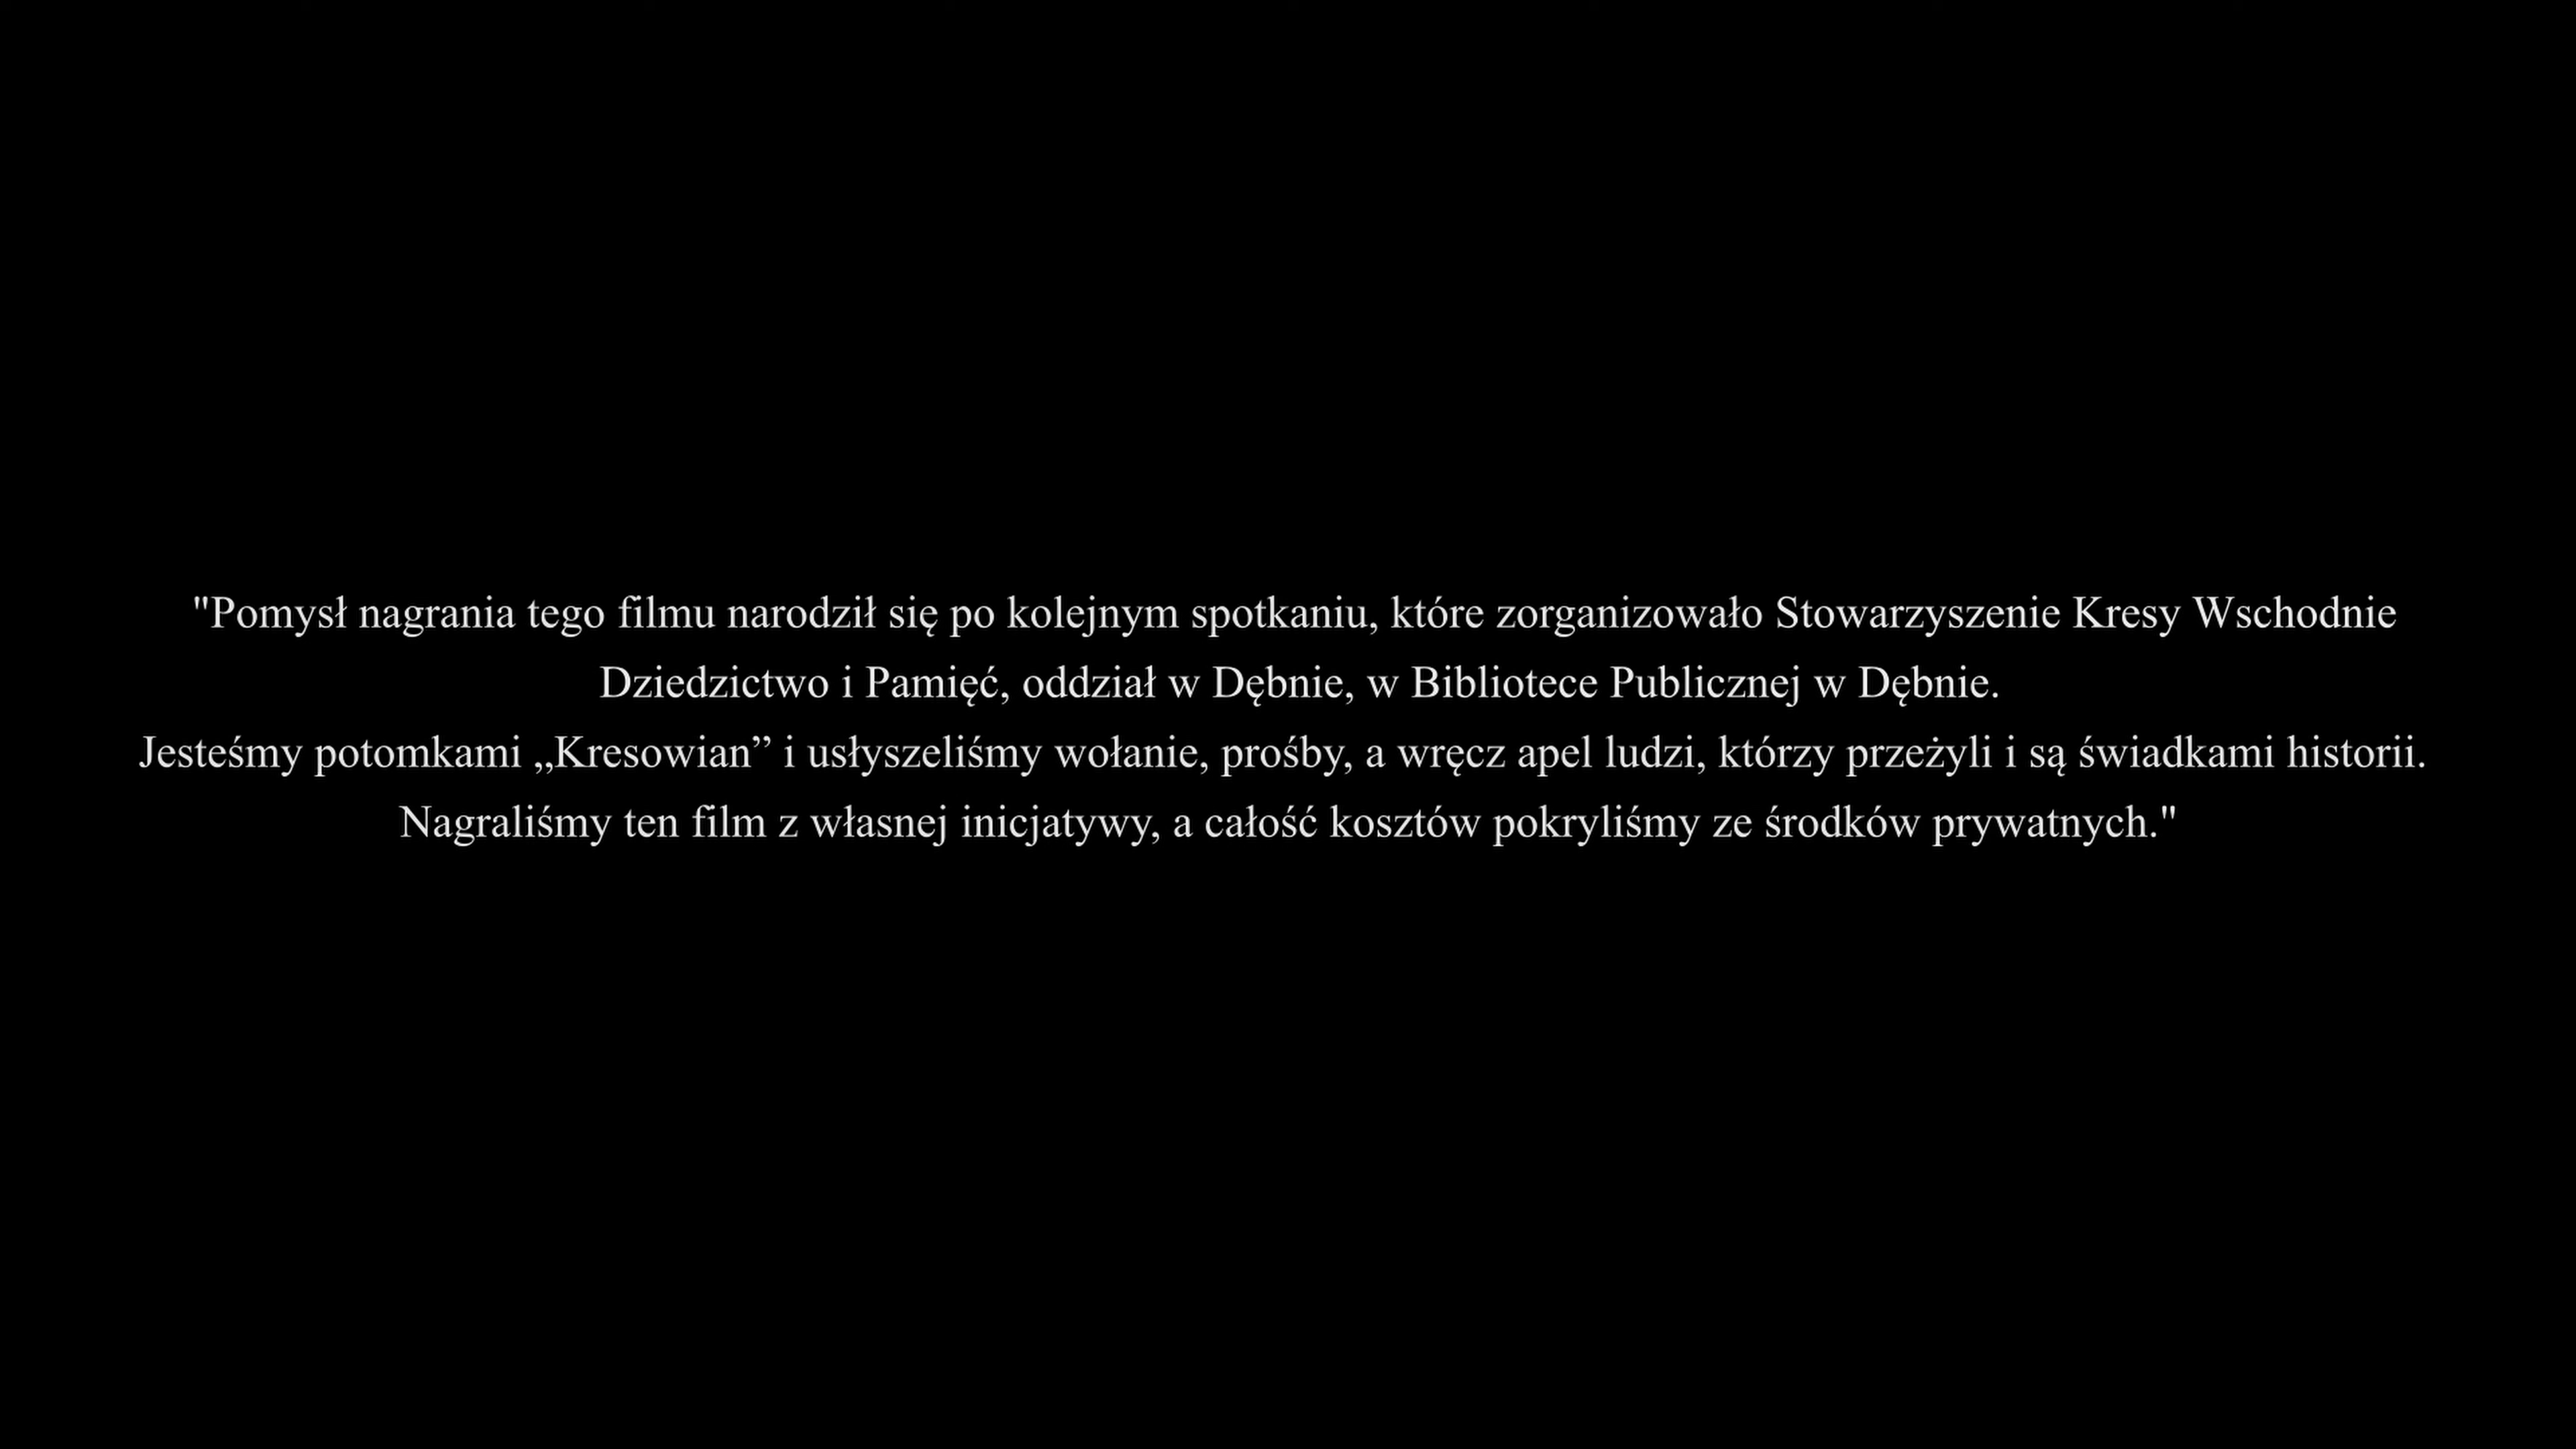 "Pomysł nagrania tego filmu narodził się po kolejnym spotkaniu, które zorganizowało Stowarzyszenie Kresy Wschodnie
Dziedzictwo i Pamięć, oddział w Dębnie, w Bibliotece Publicznej w Dębnie.
Jesteśmy potomkami „Kresowian” i usłyszeliśmy wołanie, prośby, a wręcz apel ludzi, którzy przeżyli i są świadkami historii.
Nagraliśmy ten film z własnej inicjatywy, a całość kosztów pokryliśmy ze środków prywatnych."